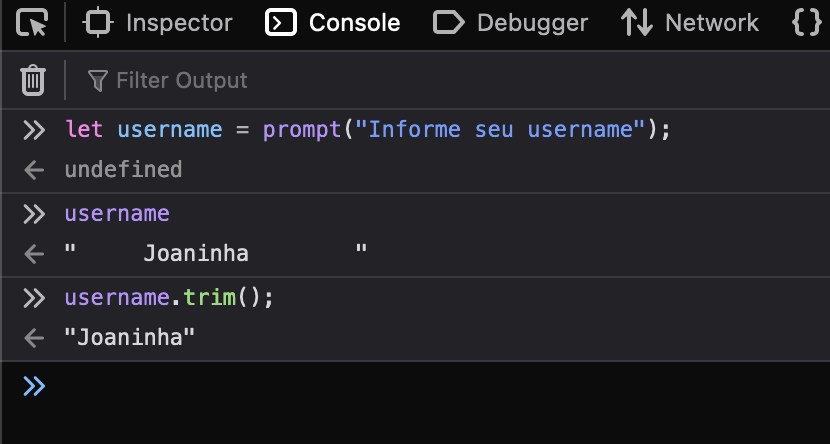 Inspector Console Debugger Network {}
Filter Output
» let username = prompt("Informe seu username");
← undefined
» username
← "     Joaninha        "
» username.trim();
← "Joaninha"
»